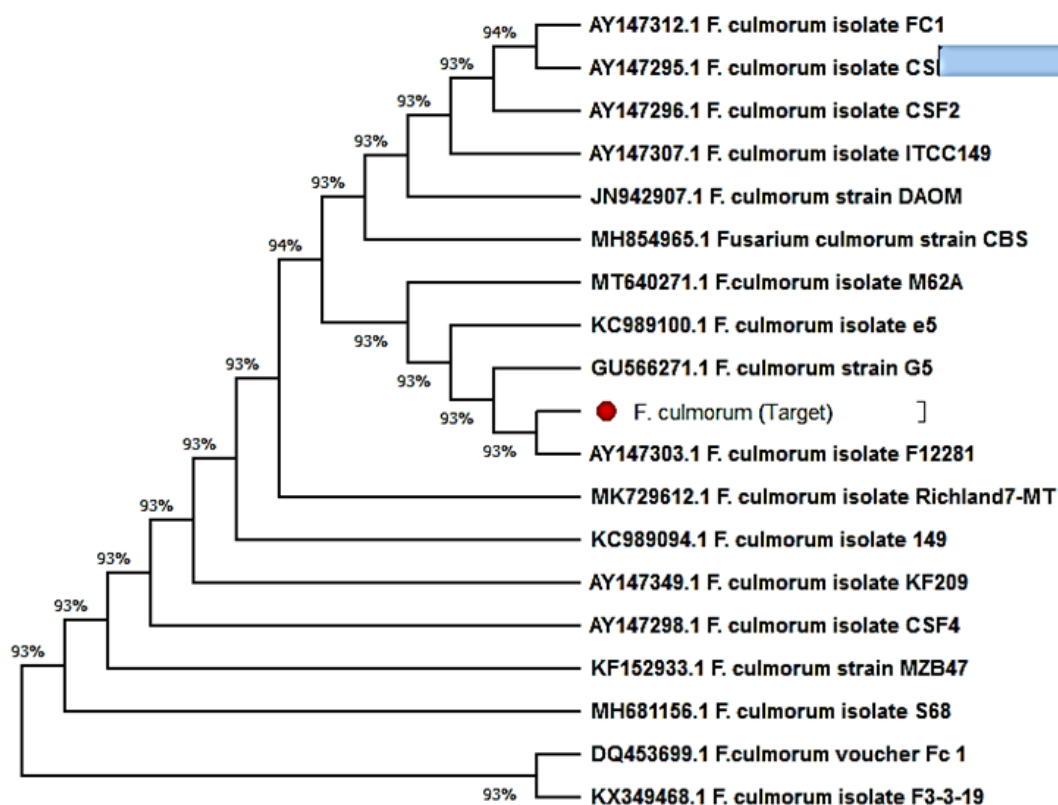 AY147312.1 F. culmorum isolate FC1
94%
AY147295.1 F. culmorum isolate
93%
93%
AY147296.1 F. culmorum isolate CSF2
93%
AY147307.1 F. culmorum isolate ITCC149
93%
JN942907.1 F. culmorum strain DAOM
MH854965.1 Fusarium culmorum strain CBS
94%
MT640271.1 F.culmorum isolate M62A
KC989100.1 F. culmorum isolate e5
93%
93%
GU566271.1 F. culmorum strain G5
93%
F. culmorum (Target) ]
93%
93%
93%
AY147303.1 F. culmorum isolate F12281
MK729612.1 F. culmorum isolate Richland7-MT
93%
KC989094.1 F. culmorum isolate 149
93%
AY147349.1 F. culmorum isolate KF209
93%
AY147298.1 F. culmorum isolate CSF4
93%
KF152933.1 F. culmorum strain MZB47
MH681156.1 F. culmorum isolate S68
DQ453699.1 F.culmorum voucher Fc 1
93%
KX349468.1 F. culmorum isolate F3-3-19